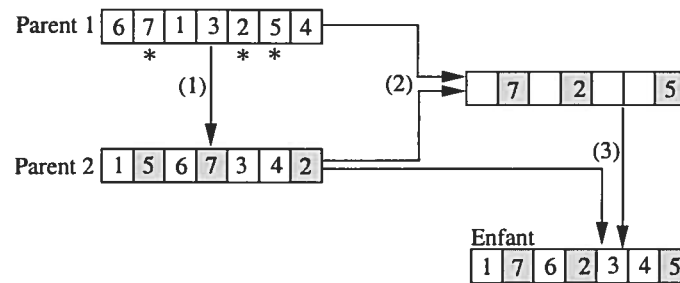 Parent 1 6 7 1 3 2 5 4
* * *
(1) (2)
7 2 5
Parent 2 1 5 6 7 3 4 2
(3)
Enfant
1 7 6 2 3 4 5